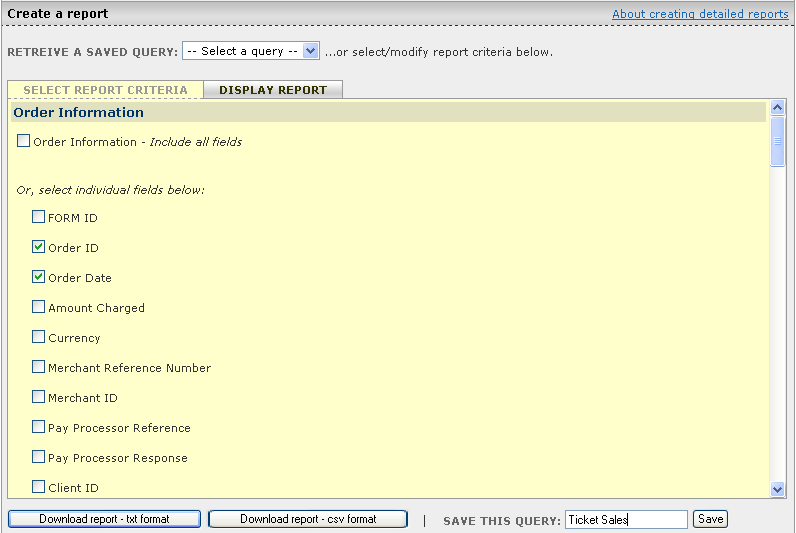 Create a report
About creating detailed reports
RETREIVE A SAVED QUERY: -- Select a query -- ...or select/modify report criteria below.
SELECT REPORT CRITERIA DISPLAY REPORT
Order Information
Order Information - Include all fields
Or, select individual fields below:
FORM ID
Order ID
Order Date
Amount Charged
Currency
Merchant Reference Number
Merchant ID
Pay Processor Reference
Pay Processor Response
Client ID
Download report - txt format Download report - csv format | SAVE THIS QUERY: Ticket Sales Save